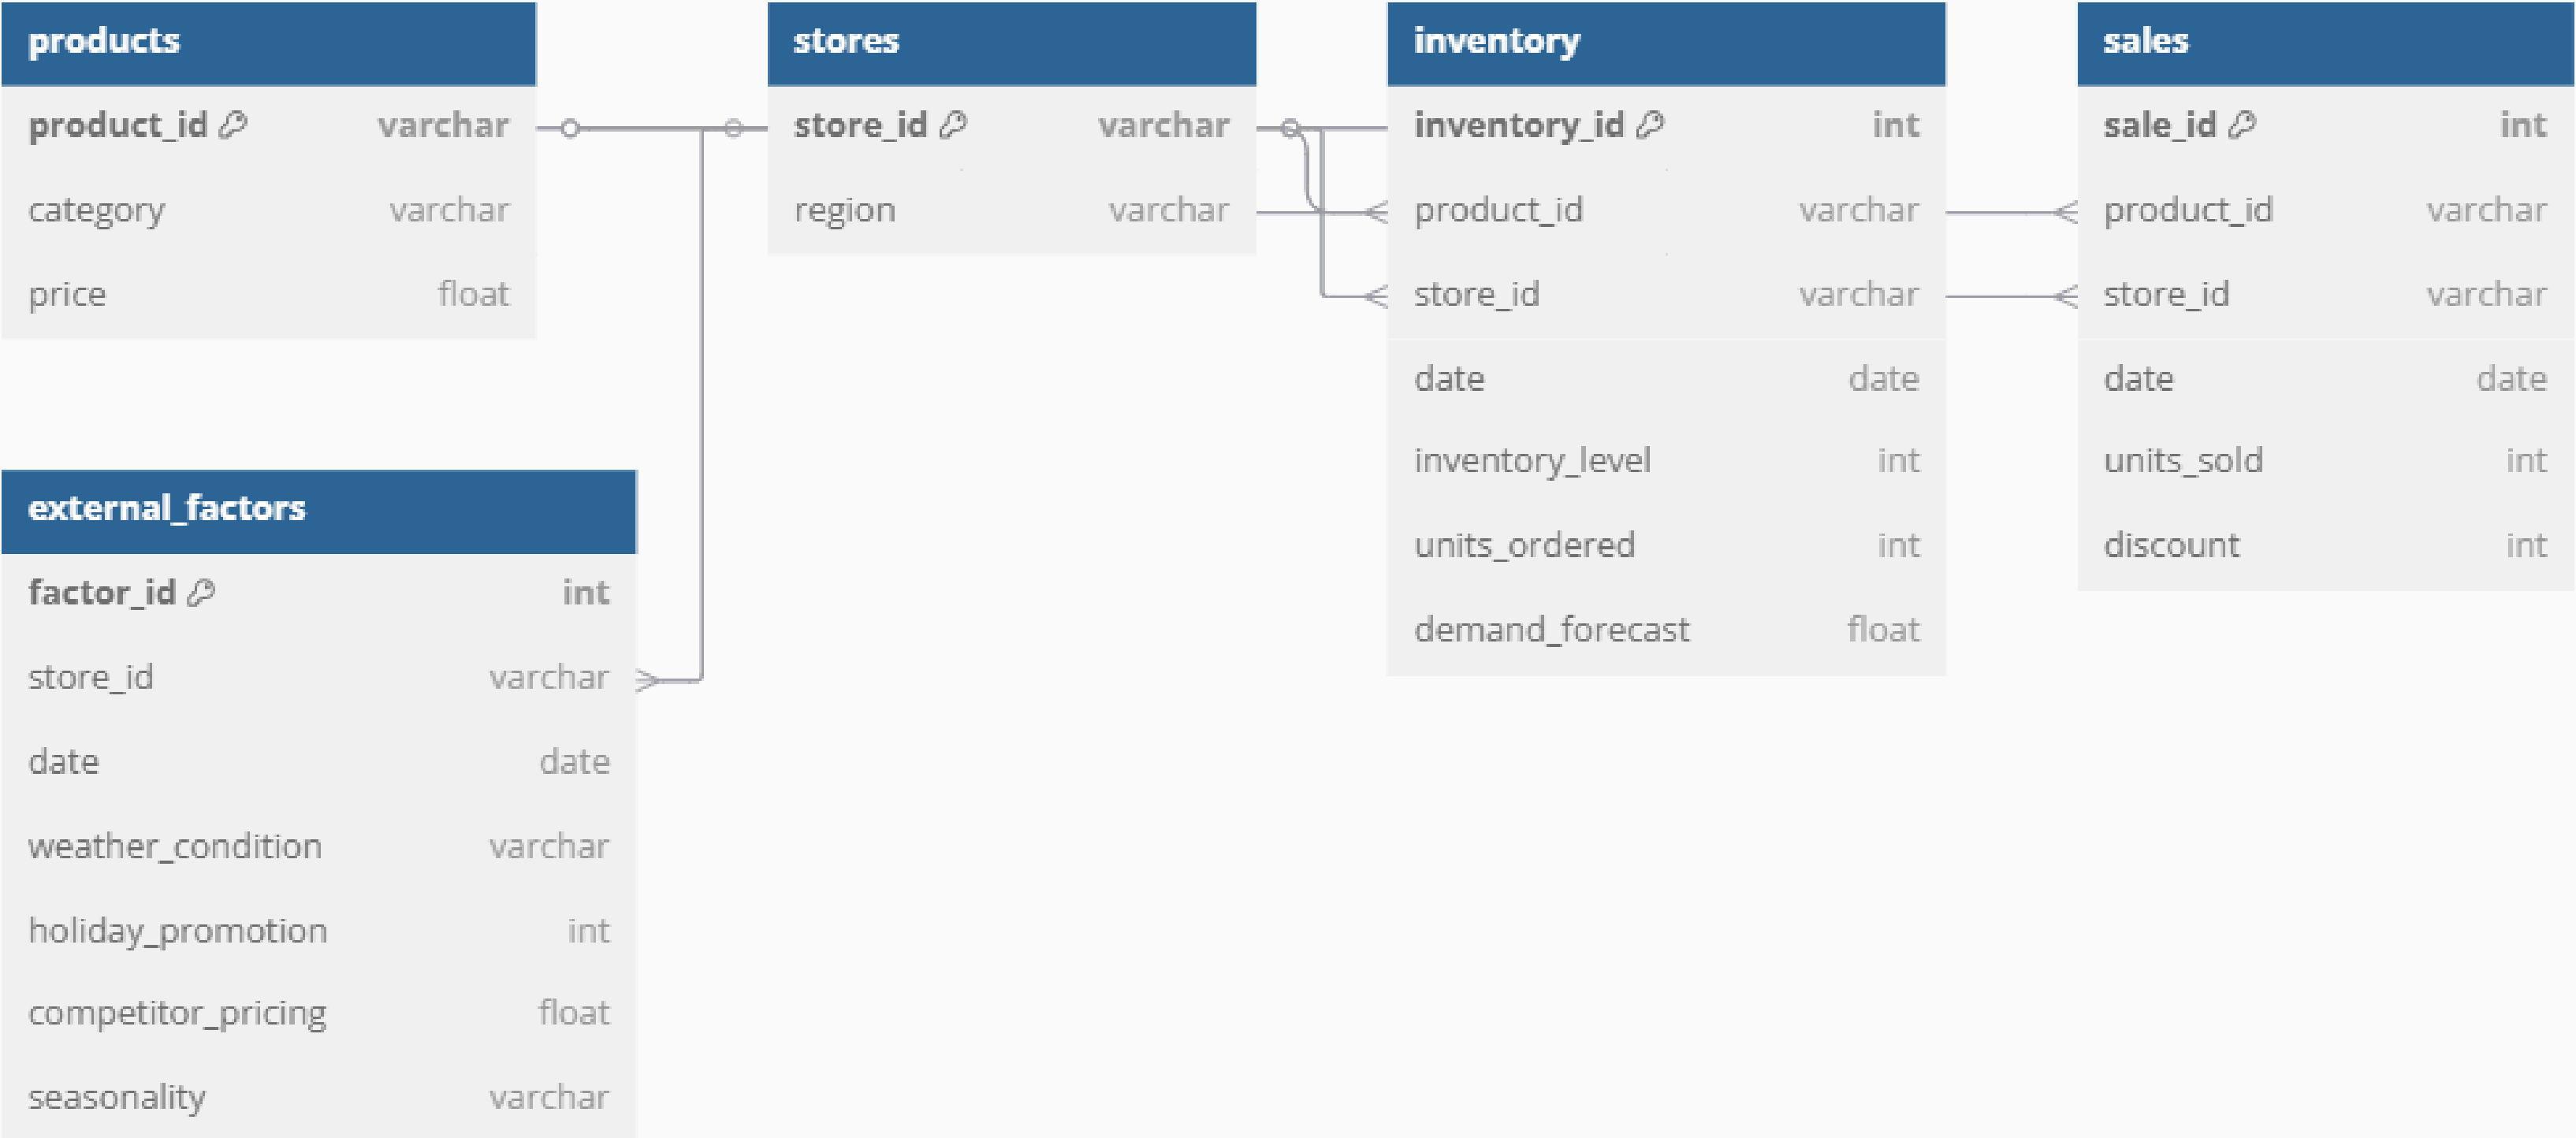 products
product_id varchar
category varchar
price float
stores
store_id varchar
region varchar
inventory
inventory_id int
product_id varchar
store_id varchar
date date
inventory_level int
units_ordered int
demand_forecast float
sales
sale_id int
product_id varchar
store_id varchar
date date
units_sold int
discount int
external_factors
factor_id int
store_id varchar
date date
weather_condition varchar
holiday_promotion int
competitor_pricing float
seasonality varchar